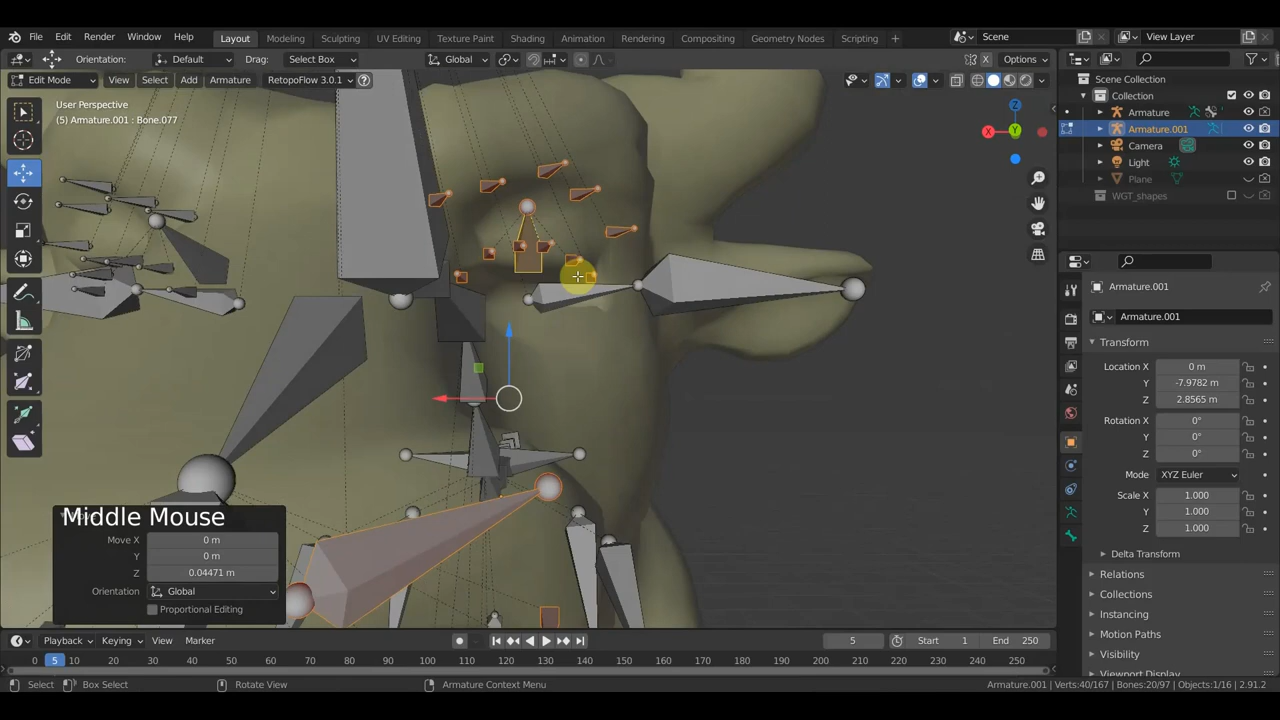 File Edit Render Window Help Layout Modeling Sculpting UV Editing Texture Paint Shading Animation Rendering Compositing Geometry Nodes Scripting + Scene View Layer
Orientation: Default Drag: Select Box Global X Options
Edit Mode View Select Add Armature RetopoFlow 3.0.1 ?
User Perspective
(5) Armature.001 : Bone.077
Z
X Y
Scene Collection
Collection
Armature
Armature.001
Camera
Light
Plane
WGT_shapes
Armature.001
Armature.001
Transform
Location X 0 m
Y -7.9782 m
Z 2.8565 m
Rotation X 0°
Y 0°
Z 0°
Mode XYZ Euler
Scale X 1.000
Y 1.000
Z 1.000
Delta Transform
Relations
Collections
Instancing
Motion Paths
Visibility
Viewport Display
Middle Mouse
Move X 0 m
Y 0 m
Z 0.04471 m
Orientation Global
Proportional Editing
Playback Keying View Marker 5 Start 1 End 250
0 5 10 20 30 40 50 60 70 80 90 100 110 120 130 140 150 160 170 180 190 200 210 220 230 240 250
Select Box Select Rotate View Armature Context Menu Armature.001 | Verts:40/167 | Bones:20/97 | Objects:1/16 | 2.91.2